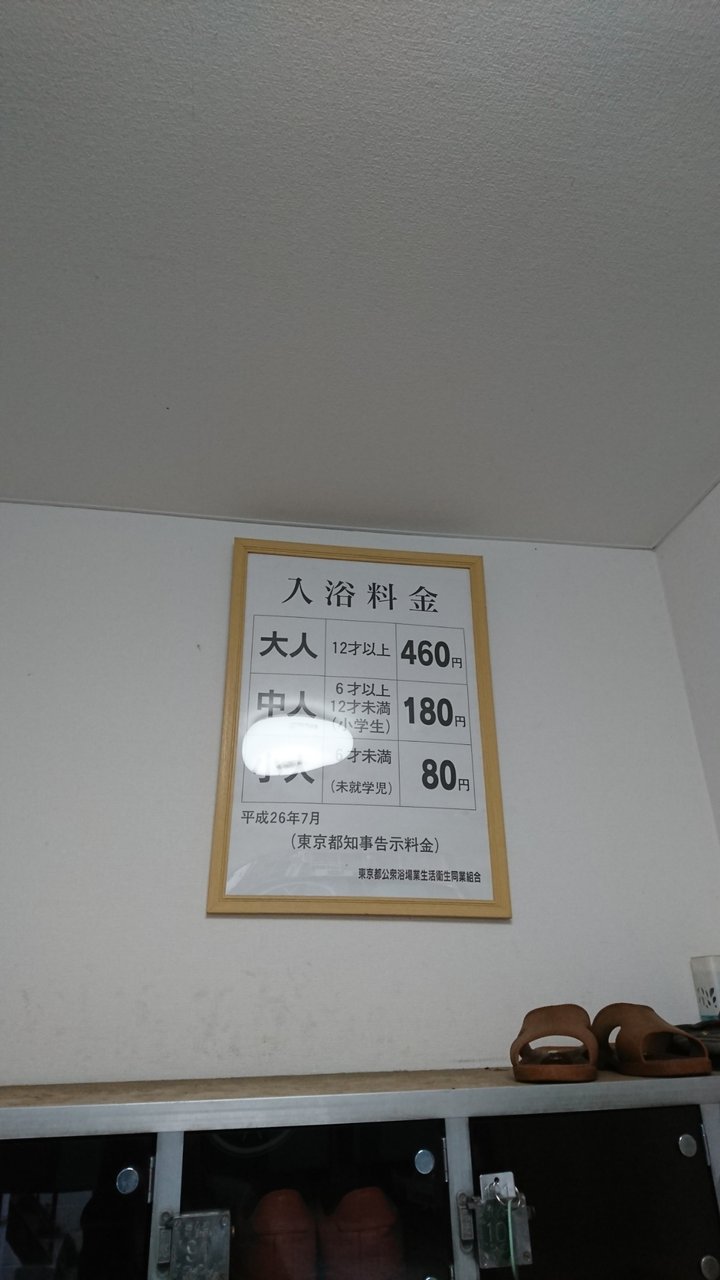 入浴料金
大人 12才以上 460円
中人 6才以上 12才未満 (小学生) 180円
小人 6才未満 (未就学児) 80円
平成26年7月
(東京都知事告示料金)
東京都公衆浴場業生活衛生同業組合